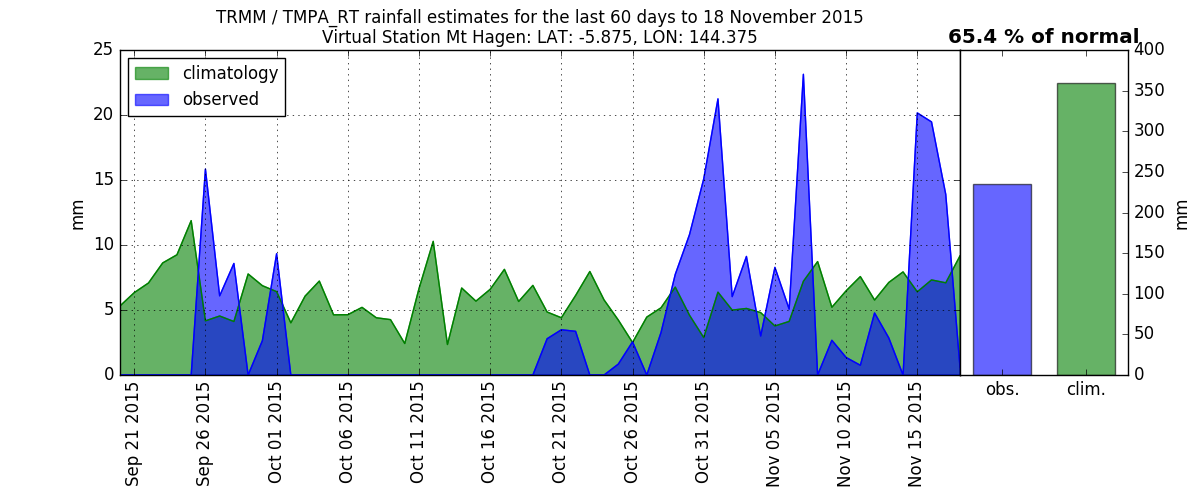 TRMM / TMPA_RT rainfall estimates for the last 60 days to 18 November 2015
Virtual Station Mt Hagen: LAT: -5.875, LON: 144.375
65.4 % of normal
climatology
observed
mm
25
20
15
10
5
0
Sep 21 2015
Sep 26 2015
Oct 01 2015
Oct 06 2015
Oct 11 2015
Oct 16 2015
Oct 21 2015
Oct 26 2015
Oct 31 2015
Nov 05 2015
Nov 10 2015
Nov 15 2015
obs.
clim.
400
350
300
250
200
150
100
50
0
mm